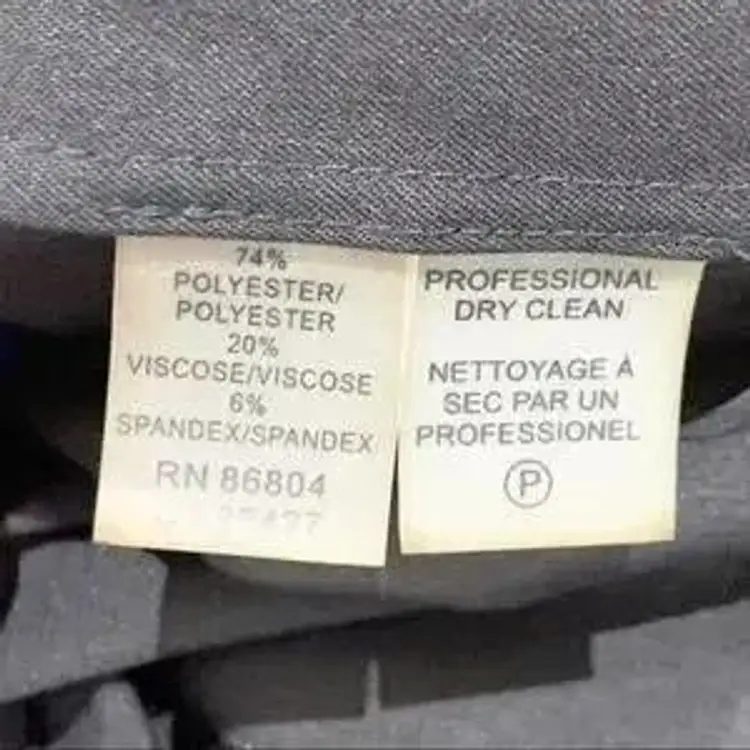 74%
POLYESTER/
POLYESTER
20%
VISCOSE/VISCOSE
6%
SPANDEX/SPANDEX
RN 86804
PROFESSIONAL
DRY CLEAN
NETTOYAGE À
SEC PAR UN
PROFESSIONEL
P